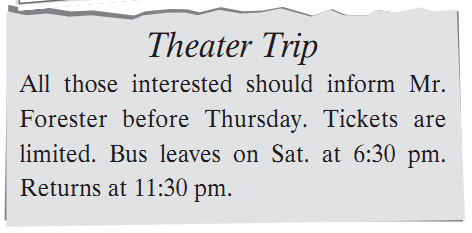 Theater Trip
All those interested should inform Mr.
Forester before Thursday. Tickets are
limited. Bus leaves on Sat. at 6:30 pm.
Returns at 11:30 pm.